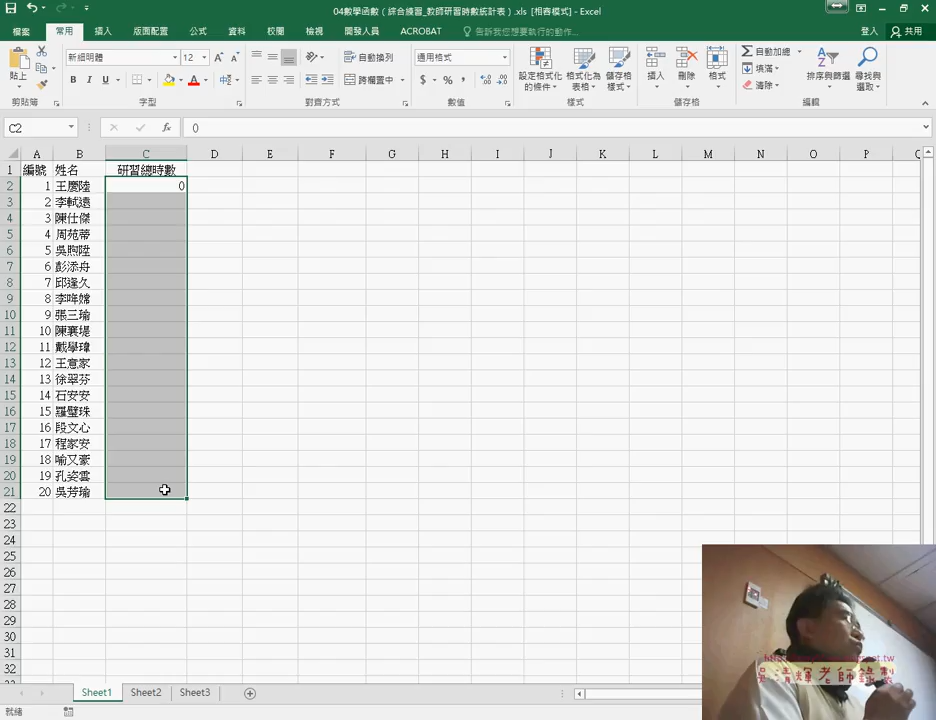 04數學函數（綜合練習_教師研習時數統計表）.xls [相容模式] - Excel
檔案 常用 插入 版面配置 公式 資料 校閱 檢視 開發人員 ACROBAT 告訴我您想要執行的動作... 登入 共用
貼上
新細明體 12
B I U A
自動換列
跨欄置中
通用格式
$ % ,
設定格式化的條件
格式化為表格
儲存格樣式
插入 刪除 格式
自動加總
填滿
清除
排序與篩選 尋找與選取
剪貼簿 字型 對齊方式 數值 樣式 儲存格 編輯
C2 fx 0
A B C D E F G H I J K L M N O P Q
1 編號 姓名 研習總時數
2 1 王慶陸 0
3 2 李軾遠
4 3 陳仕傑
5 4 周苑蒂
6 5 吳煦陞
7 6 彭添舟
8 7 邱逢久
9 8
10 9 張三瑜
11 10 陳襄堤
12 11 戴學瑋
13 12 王意家
14 13 徐翠芬
15 14 石安安
16 15 羅璧珠
17 16 段文心
18 17 程家安
19 18 喻又豪
20 19 孔姿雲
21 20 吳芳瑜
22
23
24
25
26
27
28
29
30
31
32
吳清輝老師錄製
Sheet1 Sheet2 Sheet3
就緒